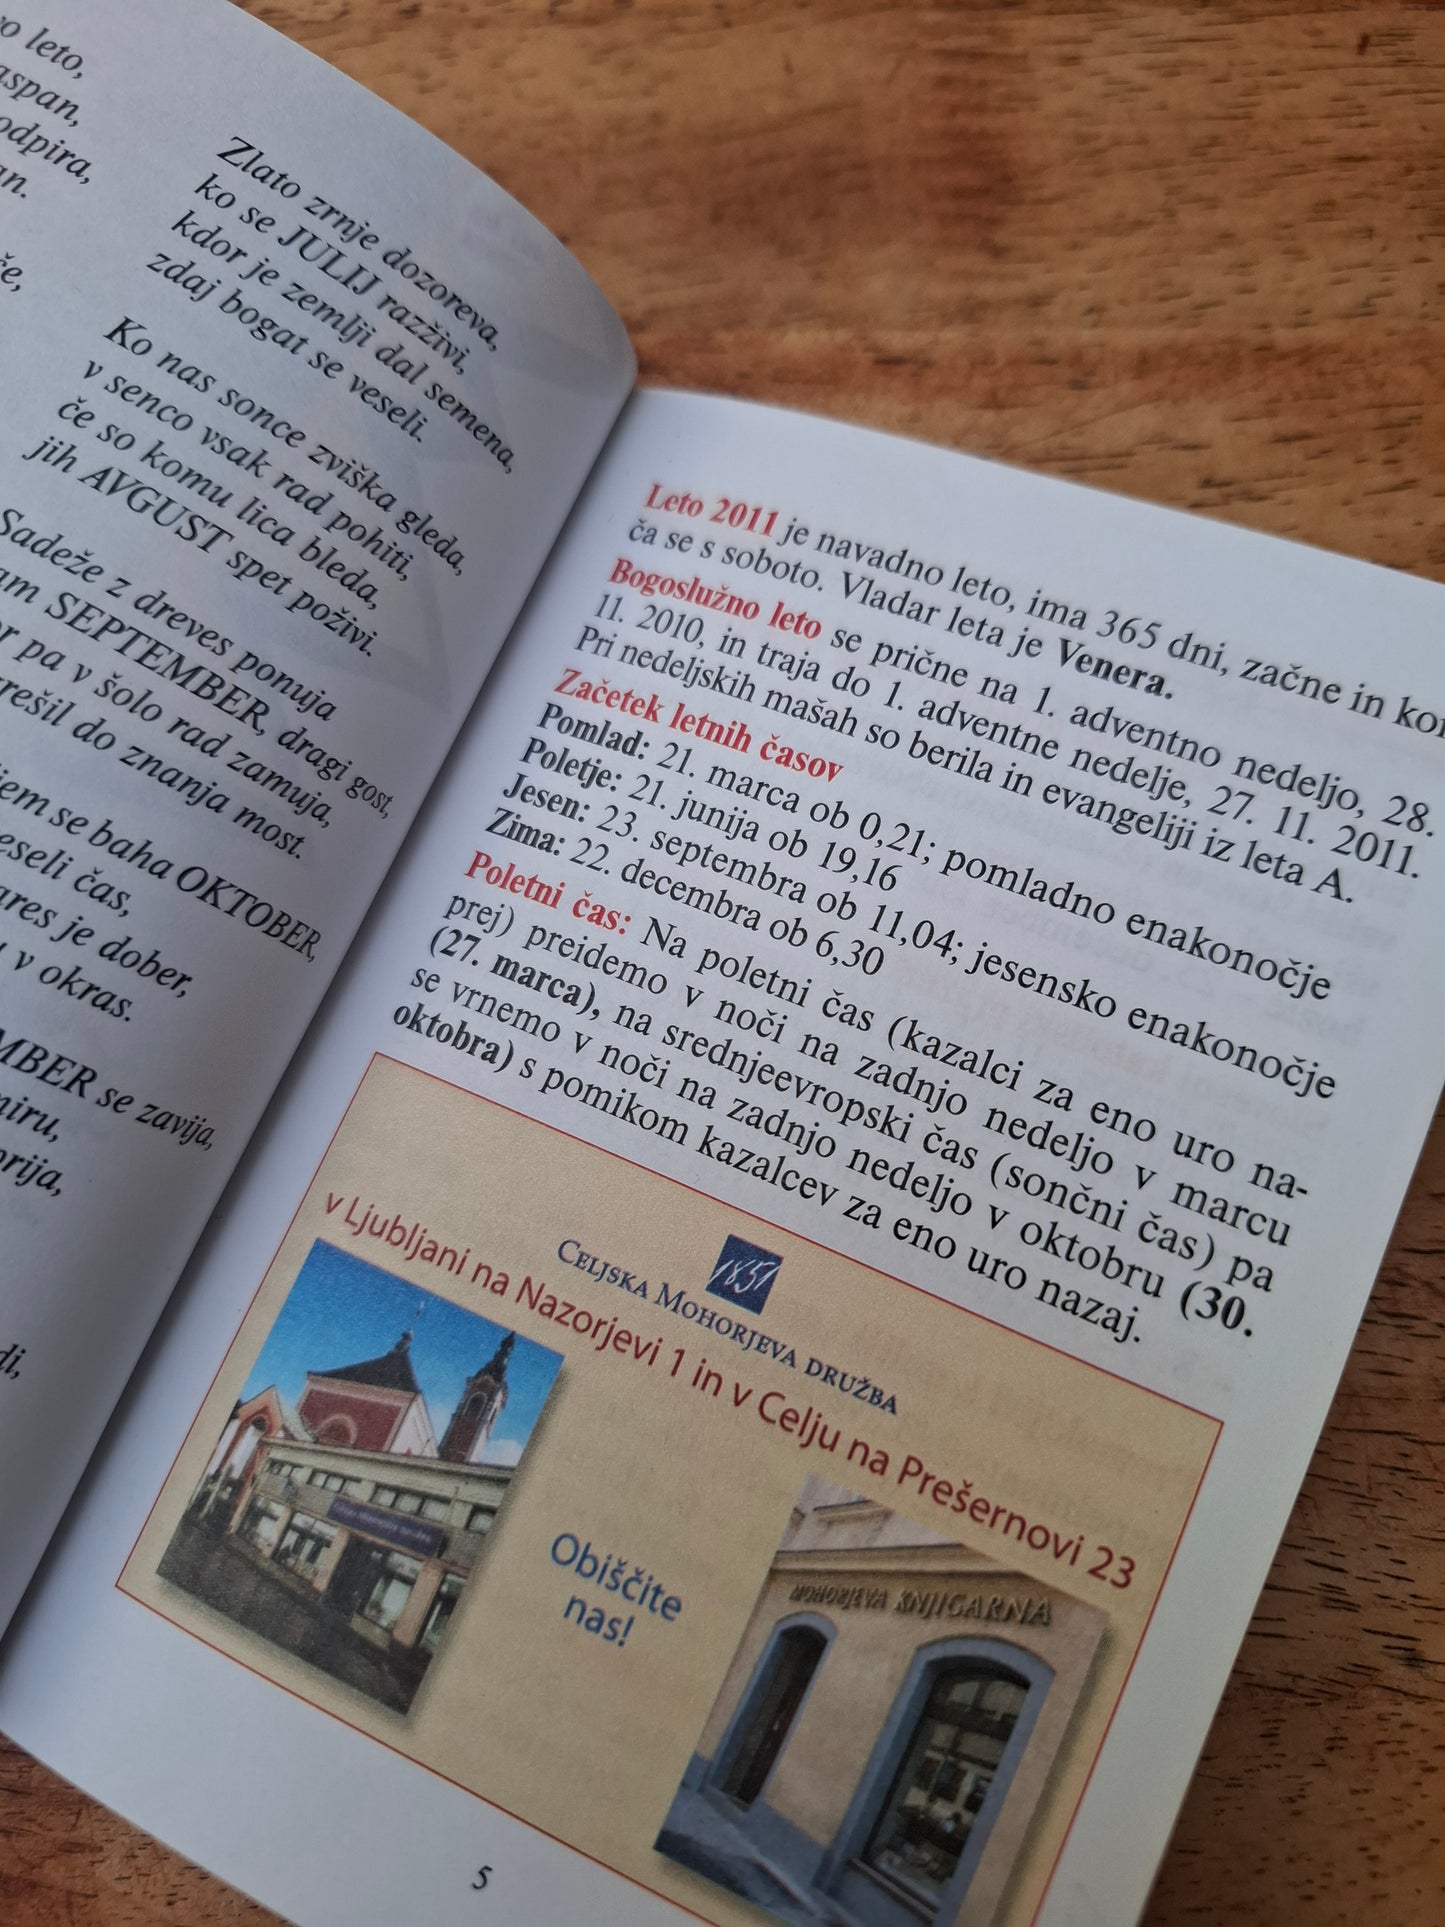 leto,
odpira,
Zlato zrnje dozoreva,
ko se JULIJ razživi,
kdor je zemlji dal semena,
zdaj bogat se veseli.
Ko nas sonce zviška gleda,
v senco vsak rad pohiti,
če so komu lica bleda,
jih AVGUST spet poživi.
Sadeže z dreves ponuja
SEPTEMBER, dragi gost,
pa v šolo rad zamuja,
do znanja most.
se baha OKTOBER,
čas,
je dober,
v okras.
se zavija,
Leto 2011 je navadno leto, ima 365 dni, začne in kon
ča se s soboto. Vladar leta je Venera.
Bogoslužno leto se prične na 1. adventno nedeljo, 28.
11. 2010, in traja do 1. adventne nedelje, 27. 11. 2011.
Pri nedeljskih mašah so berila in evangeliji iz leta A.
Začetek letnih časov
Pomlad: 21. marca ob 0,21; pomladno enakonočje
Poletje: 21. junija ob 19,16
Jesen: 23. septembra ob 11,04; jesensko enakonočje
Zima: 22. decembra ob 6,30
Poletni čas: Na poletni čas (kazalci za eno uro na-
prej) preidemo v noči na zadnjo nedeljo v marcu
(27. marca), na srednjeevropski čas (sončni čas) pa
se vrnemo v noči na zadnjo nedeljo v oktobru (30.
oktobra) s pomikom kazalcev za eno uro nazaj.
1851
CELJSKA MOHORJEVA DRUŽBA
v Ljubljani na Nazorjevi 1 in v Celju na Prešernovi 23
Obiščite
nas!
MOHORJEVA KNJIGARNA
5